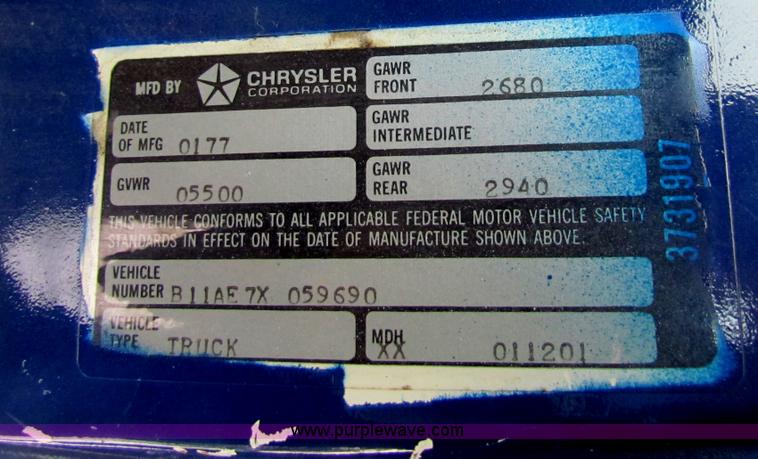 MFD BY CHRYSLER CORPORATION
GAWR FRONT 2680
DATE OF MFG 0177
GAWR INTERMEDIATE
GVWR 05500
GAWR REAR 2940
THIS VEHICLE CONFORMS TO ALL APPLICABLE FEDERAL MOTOR VEHICLE SAFETY
STANDARDS IN EFFECT ON THE DATE OF MANUFACTURE SHOWN ABOVE.
VEHICLE NUMBER B11AE7X 059690
VEHICLE TYPE TRUCK
MDH XX 011201
3731907
www.purplewave.com